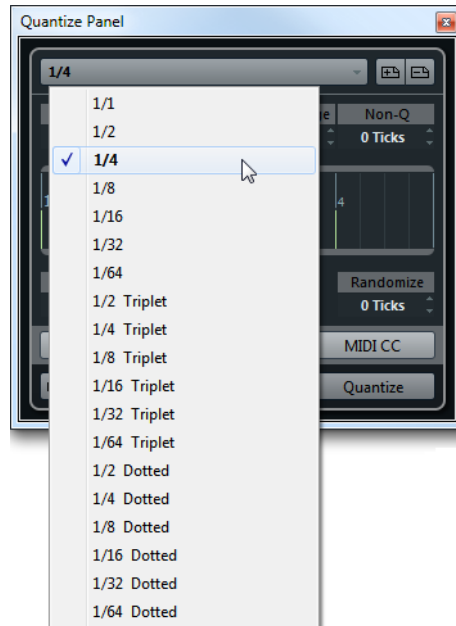 Quantize Panel
1/4
1/1
1/2
1/4
1/8
1/16
1/32
1/64
1/2 Triplet
1/4 Triplet
1/8 Triplet
1/16 Triplet
1/32 Triplet
1/64 Triplet
1/2 Dotted
1/4 Dotted
1/8 Dotted
1/16 Dotted
1/32 Dotted
1/64 Dotted
Non-Q
0 Ticks
4
Randomize
0 Ticks
MIDI CC
Quantize